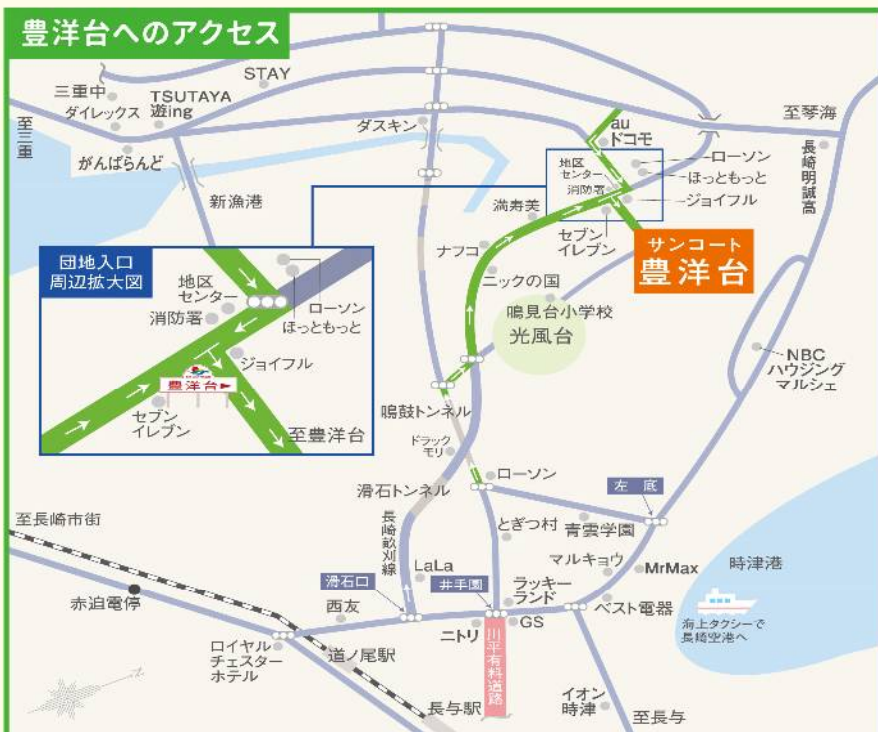 豊洋台へのアクセス
STAY
三重中
TSUTAYA
遊ing
ダイレックス
至三重
がんばらんど
ダスキン
新漁港
au
ドコモ
至琴海
地区
センター
消防署
ローソン
ほっともっと
ジョイフル
長崎明誠高
満寿美
セブン
イレブン
ナフコ
サンコート
豊洋台
ニックの国
鳴見台小学校
光風台
団地入口
周辺拡大図
地区
センター
消防署
ローソン
ほっともっと
ジョイフル
豊洋台
セブン
イレブン
至豊洋台
NBC
ハウジング
マルシェ
鳴鼓トンネル
ドラック
モリ
ローソン
滑石トンネル
左底
至長崎市街
長崎畝刈線
とぎつ村
青雲学園
マルキョウ
MrMax
時津港
LaLa
滑石口
井手園
ラッキー
ランド
ベスト電器
海上タクシーで
長崎空港へ
赤迫電停
西友
ニトリ
GS
ロイヤル
チェスター
ホテル
道ノ尾駅
川平有料道路
長与駅
イオン
時津
至長与